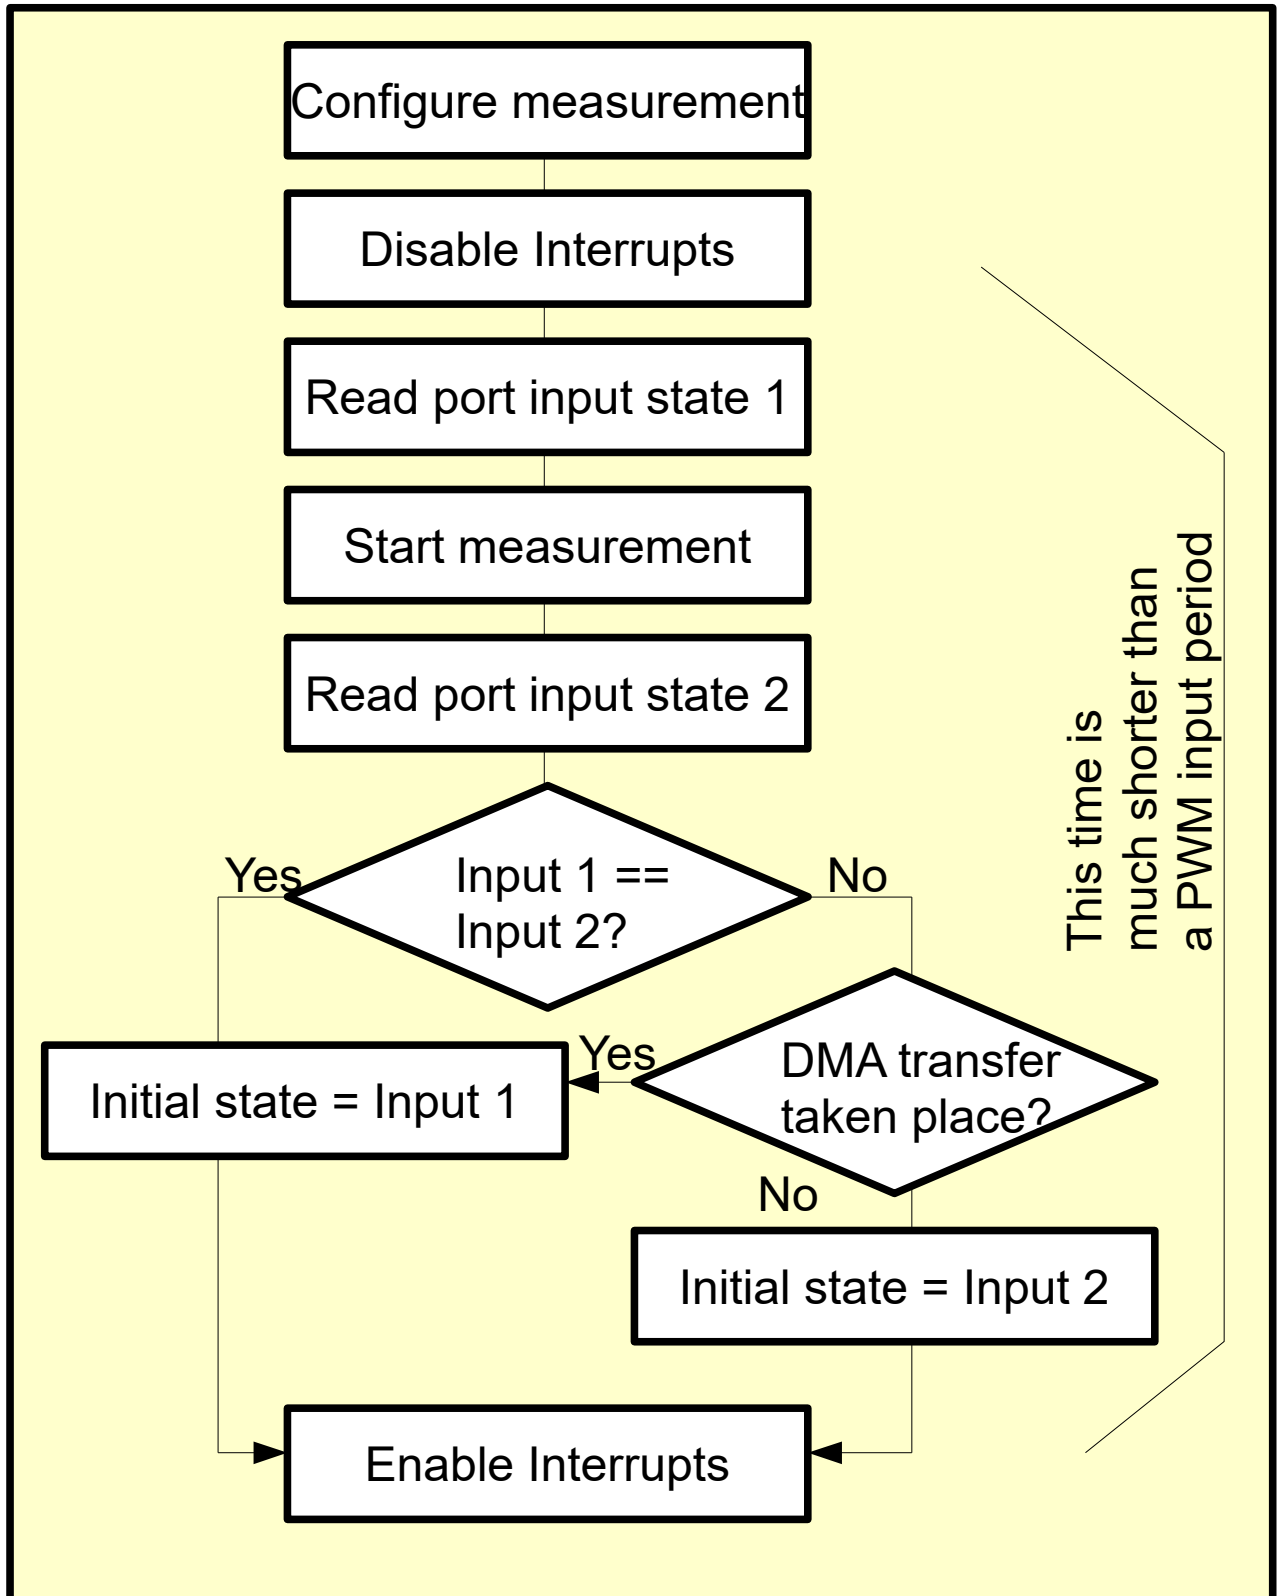 Configure measurement
Disable Interrupts
Read port input state 1
Start measurement
Read port input state 2
Yes
Input 1 ==
Input 2?
No
This time is
much shorter than
a PWM input period
Yes
DMA transfer
taken place?
Initial state = Input 1
No
Initial state = Input 2
Enable Interrupts